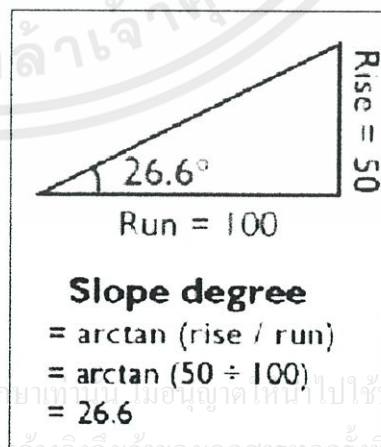 26.6°
Rise = 50
Run = 100
Slope degree
= arctan (rise / run)
= arctan (50 ÷ 100)
= 26.6